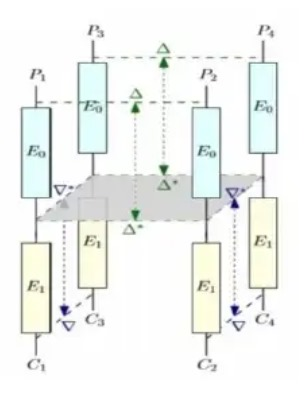 P₃ P₄
Δ
P₁ P₂
Δ
E₀ E₀
E₀ E₀
∇* Δ* ∇*
Δ*
E₁ E₁
E₁ E₁
C₃ ∇ ∇ C₄
C₁ C₂